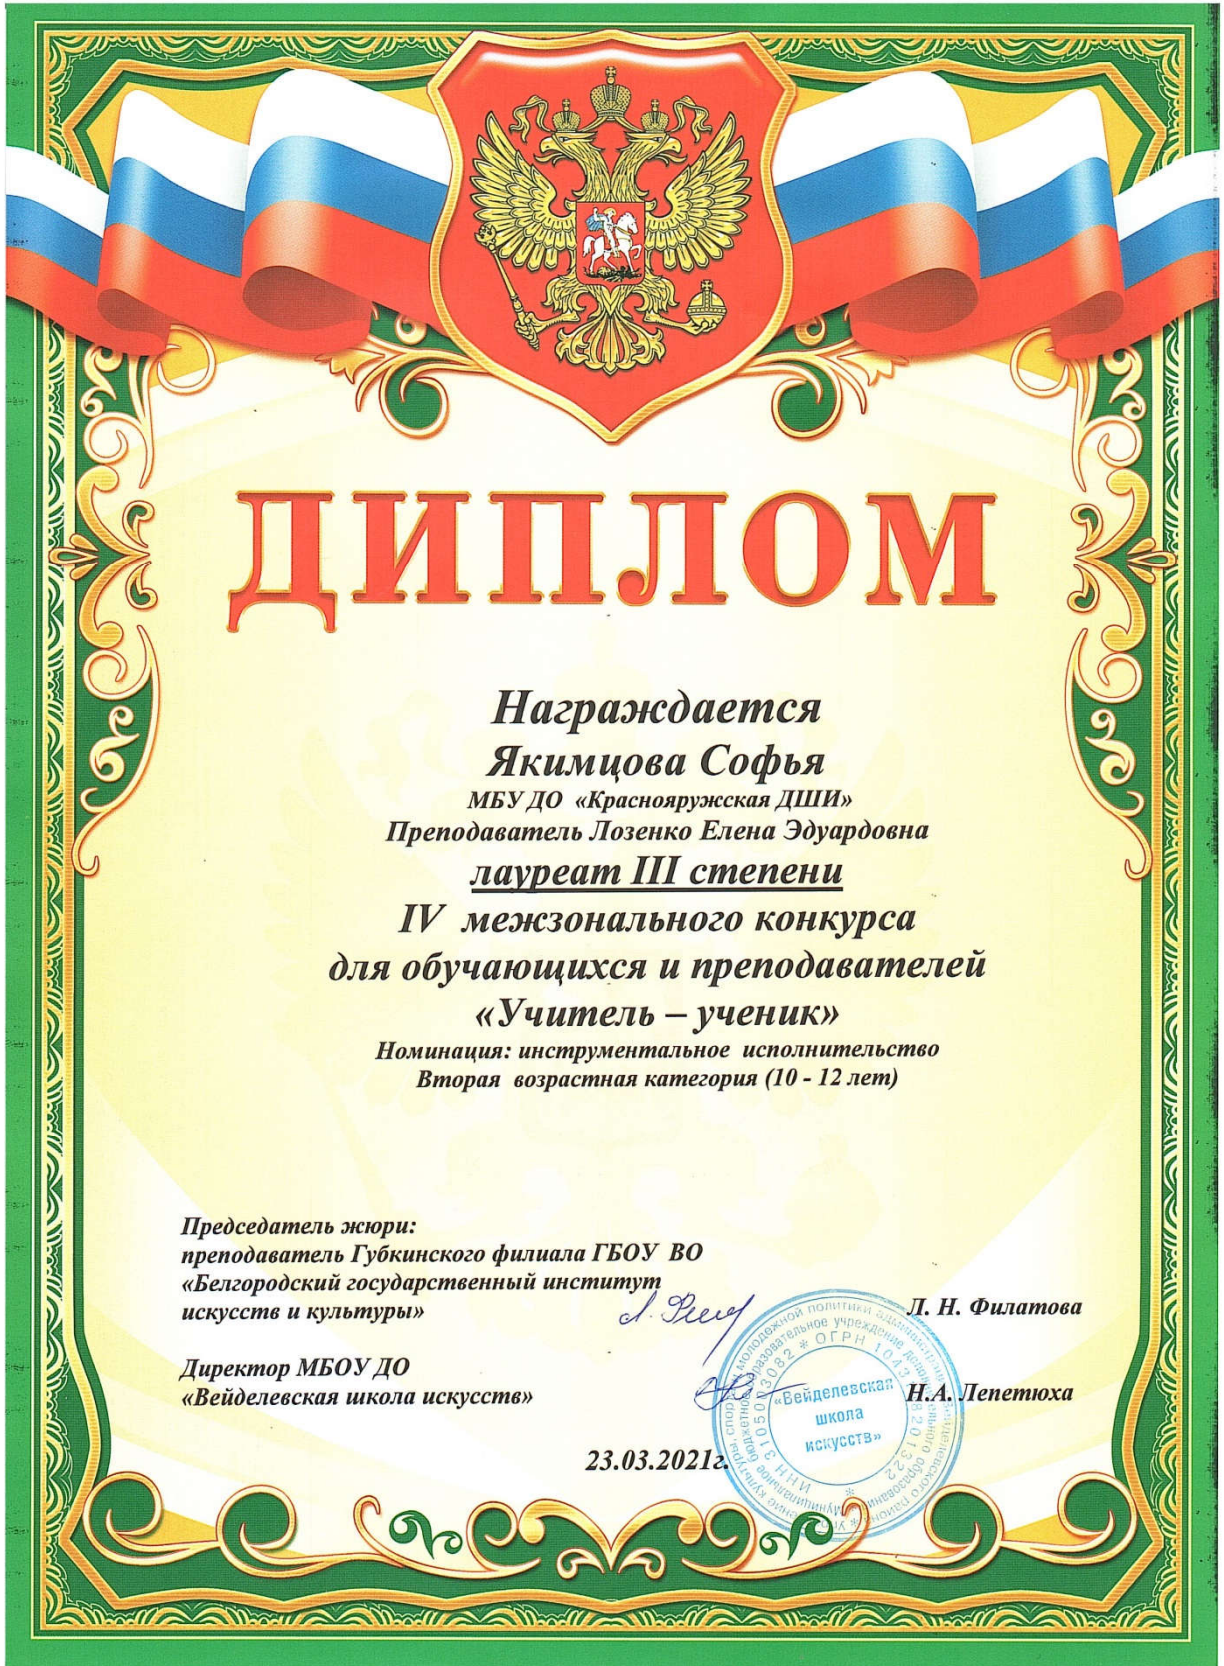 ДИПЛОМ
Награждается
Якимцова Софья
МБУ ДО «Краснояружская ДШИ»
Преподаватель Лозенко Елена Эдуардовна
лауреат III степени
IV межзонального конкурса
для обучающихся и преподавателей
«Учитель – ученик»
Номинация: инструментальное исполнительство
Вторая возрастная категория (10 - 12 лет)
Председатель жюри:
преподаватель Губкинского филиала ГБОУ ВО
«Белгородский государственный институт
искусств и культуры»
Л. Н. Филатова
Директор МБОУ ДО
«Вейделевская школа искусств»
Н.А. Лепетюха
23.03.2021г.
«Вейделевская
школа
искусств»